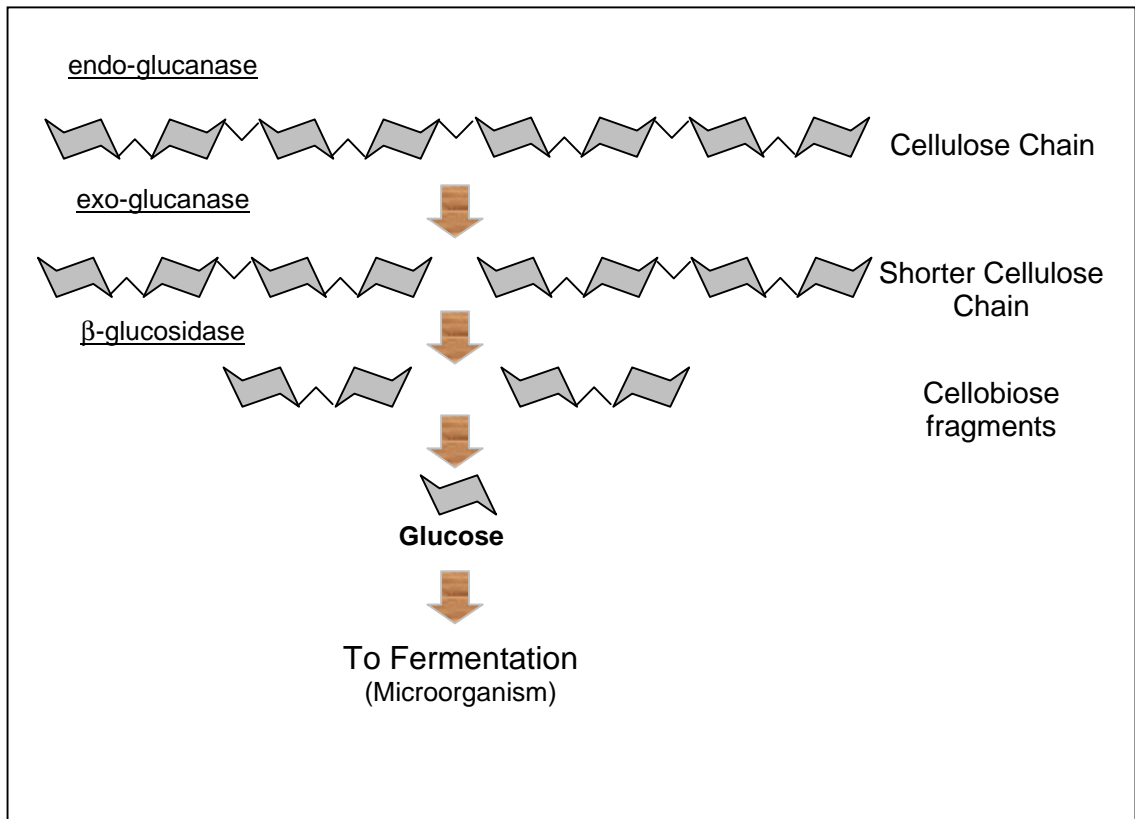 endo-glucanase
Cellulose Chain
exo-glucanase
Shorter Cellulose
Chain
β-glucosidase
Cellobiose
fragments
Glucose
To Fermentation
(Microorganism)